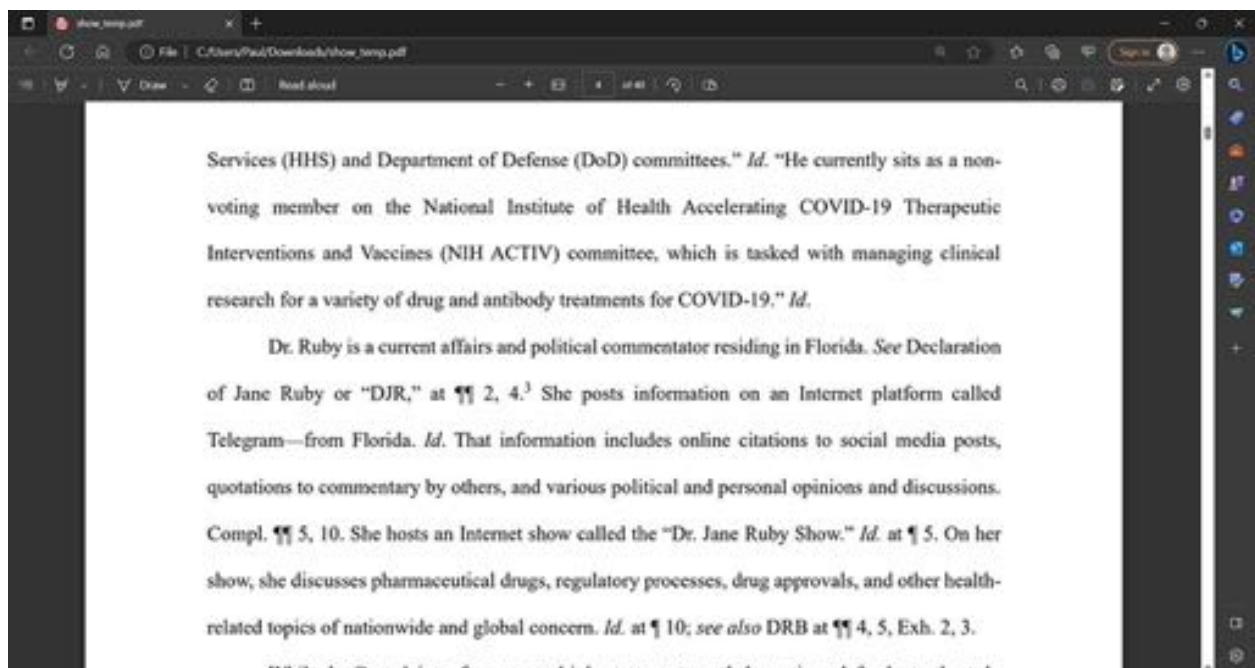 show_temp.pdf
File | C:/Users/Paul/Downloads/show_temp.pdf
Sign in
Draw
Read aloud
4 of 40
Services (HHS) and Department of Defense (DoD) committees.” Id. “He currently sits as a non-
voting member on the National Institute of Health Accelerating COVID-19 Therapeutic
Interventions and Vaccines (NIH ACTIV) committee, which is tasked with managing clinical
research for a variety of drug and antibody treatments for COVID-19.” Id.
Dr. Ruby is a current affairs and political commentator residing in Florida. See Declaration
of Jane Ruby or “DJR,” at ¶¶ 2, 4.3 She posts information on an Internet platform called
Telegram—from Florida. Id. That information includes online citations to social media posts,
quotations to commentary by others, and various political and personal opinions and discussions.
Compl. ¶¶ 5, 10. She hosts an Internet show called the “Dr. Jane Ruby Show.” Id. at ¶ 5. On her
show, she discusses pharmaceutical drugs, regulatory processes, drug approvals, and other health-
related topics of nationwide and global concern. Id. at ¶ 10; see also DRB at ¶¶ 4, 5, Exh. 2, 3.